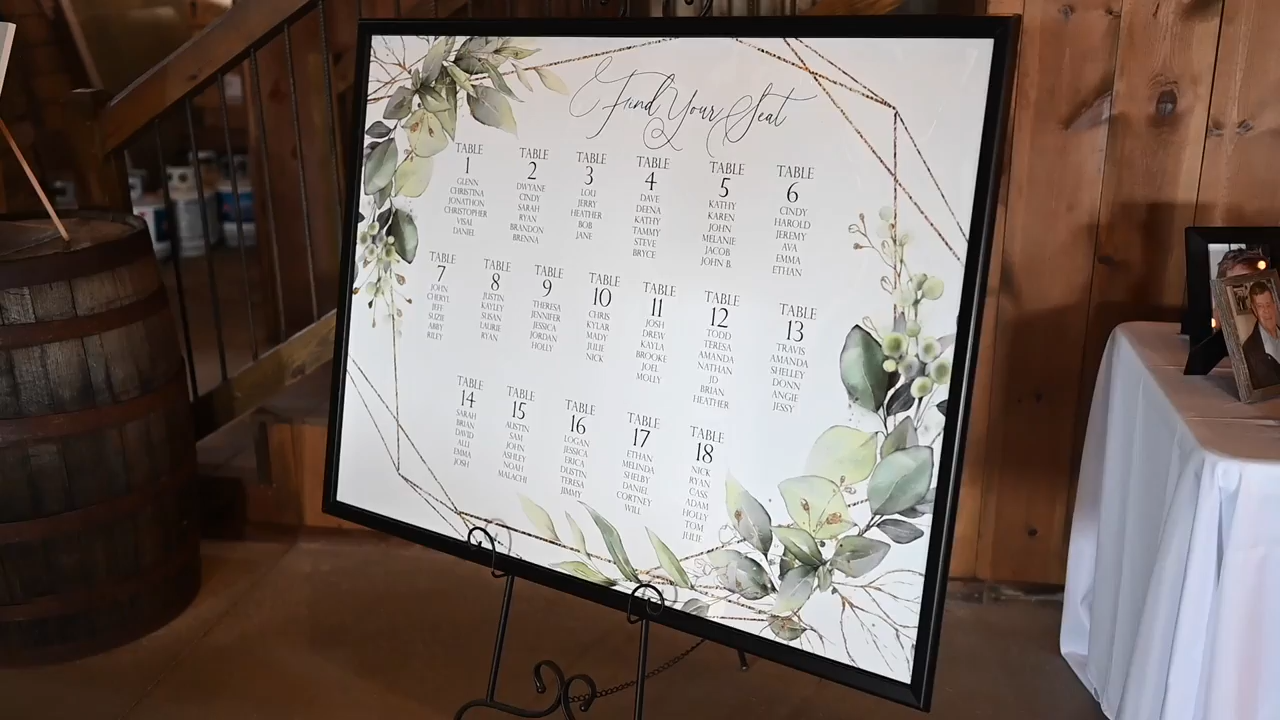 Find Your Seat
TABLE
1
GLENN
CHRISTINA
JONATHON
CHRISTOPHER
VISAL
DANIEL
TABLE
2
DWYANE
CINDY
SARAH
RYAN
BRANDON
BRENNA
TABLE
3
LOU
JERRY
HEATHER
BOB
JANE
TABLE
4
DAVE
DEENA
KATHY
TAMMY
STEVE
BRYCE
TABLE
5
KATHY
KAREN
JOHN
MELANIE
JACOB
JOHN B.
TABLE
6
CINDY
HAROLD
JEREMY
AVA
EMMA
ETHAN
TABLE
7
JOHN
CHERYL
JEFF
SUZIE
ABBY
RILEY
TABLE
8
JUSTIN
KAYLEY
SUSAN
LAURIE
RYAN
TABLE
9
THERESA
JENNIFER
JESSICA
JORDAN
HOLLY
TABLE
10
CHRIS
KYLAR
MADY
JULIE
NICK
TABLE
11
JOSH
DREW
KAYLA
BROOKE
JOEL
MOLLY
TABLE
12
TODD
TERESA
AMANDA
NATHAN
JD
BRIAN
HEATHER
TABLE
13
TRAVIS
AMANDA
SHELLEY
DONN
ANGIE
JESSY
TABLE
14
SARAH
BRIAN
DAVID
ALLI
EMMA
JOSH
TABLE
15
AUSTIN
SAM
JOHN
ASHLEY
NOAH
MALACHI
TABLE
16
LOGAN
JESSICA
ERICA
DUSTIN
TERESA
JIMMY
TABLE
17
ETHAN
MELINDA
SHELBY
DANIEL
CORTNEY
WILL
TABLE
18
NICK
RYAN
CASS
ADAM
HOLLY
TOM
JULIE